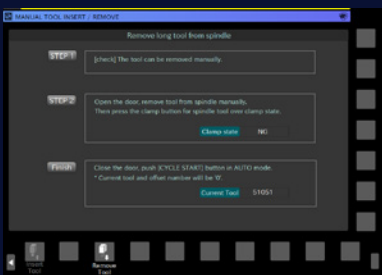 MANUAL TOOL INSERT / REMOVE
Remove long tool from spindle
STEP 1
[check] The tool can be removed manually.
STEP 2
Open the door, remove tool from spindle manually.
Then press the clamp button for spindle tool over clamp state.
Clamp state NG
Finish
Close the door, push [CYCLE START] button in AUTO mode.
* Current tool and offset number will be '0'.
Current Tool 51051
Insert Tool
Remove Tool